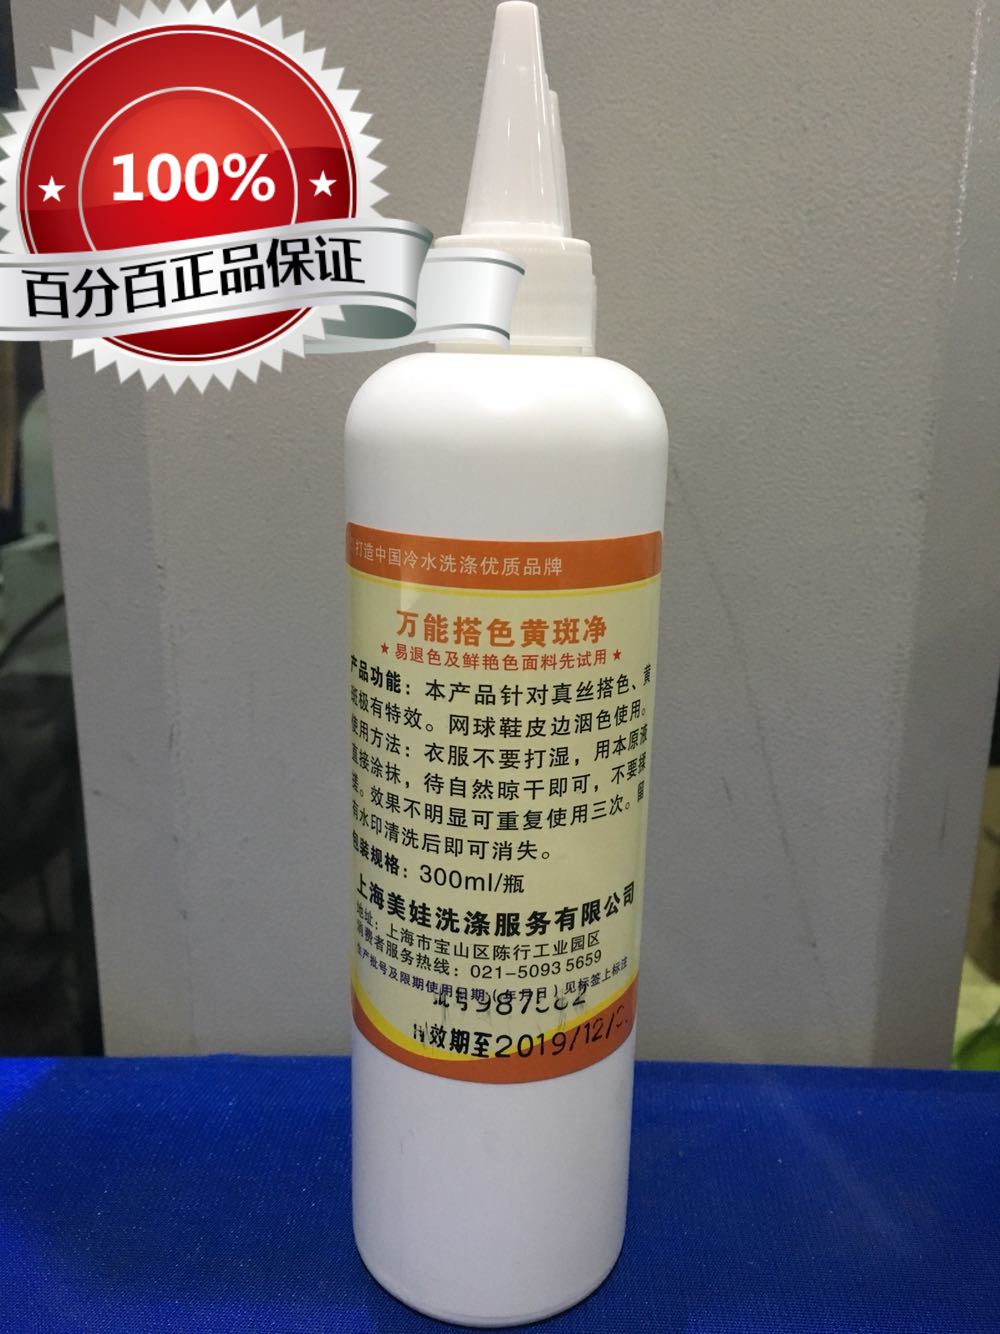 100%
百分百正品保证
打造中国冷水洗涤优质品牌
万能搭色黄斑净
★易退色及鲜艳色面料先试用★
产品功能：本产品针对真丝搭色、黄
斑极有特效。网球鞋皮边洇色使用。
使用方法：衣服不要打湿，用本原液
直接涂抹，待自然晾干即可，不要揉
搓。效果不明显可重复使用三次。留
有水印清洗后即可消失。
包装规格：300ml/瓶
上海美娃洗涤服务有限公司
地址：上海市宝山区陈行工业园区
消费者服务热线：021-5093 5659
生产批号及限期使用日期(年月日)见标签上标注
批号
有效期至2019/12/